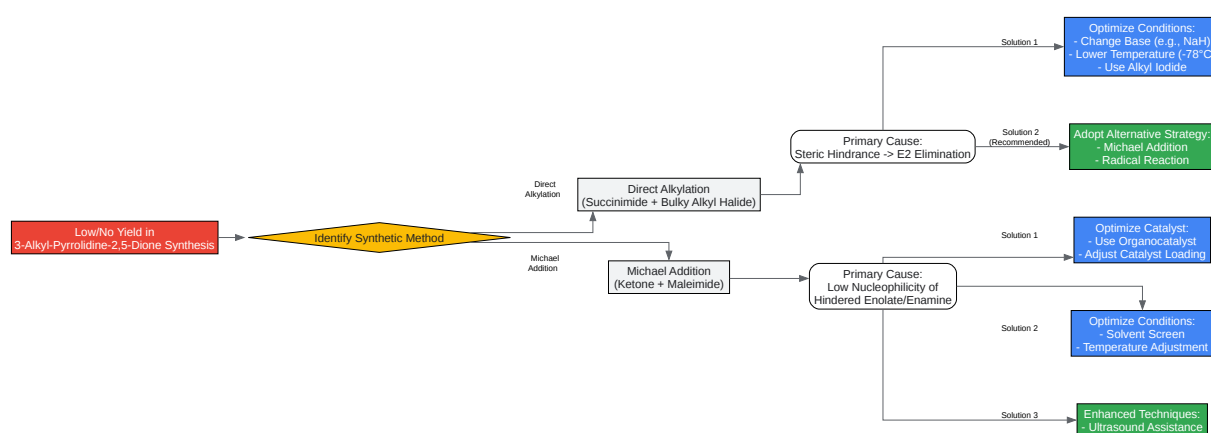 Low/No Yield in
3-Alkyl-Pyrrolidine-2,5-Dione Synthesis
Identify Synthetic Method
Direct
Alkylation
Direct Alkylation
(Succinimide + Bulky Alkyl Halide)
Primary Cause:
Steric Hindrance -> E2 Elimination
Solution 1
Optimize Conditions:
- Change Base (e.g., NaH)
- Lower Temperature (-78°C
- Use Alkyl Iodide
Solution 2
(Recommended)
Adopt Alternative Strategy:
- Michael Addition
- Radical Reaction
Michael
Addition
Michael Addition
(Ketone + Maleimide)
Primary Cause:
Low Nucleophilicity of
Hindered Enolate/Enamine
Solution 1
Optimize Catalyst:
- Use Organocatalyst
- Adjust Catalyst Loading
Solution 2
Optimize Conditions:
- Solvent Screen
- Temperature Adjustment
Solution 3
Enhanced Techniques:
- Ultrasound Assistance